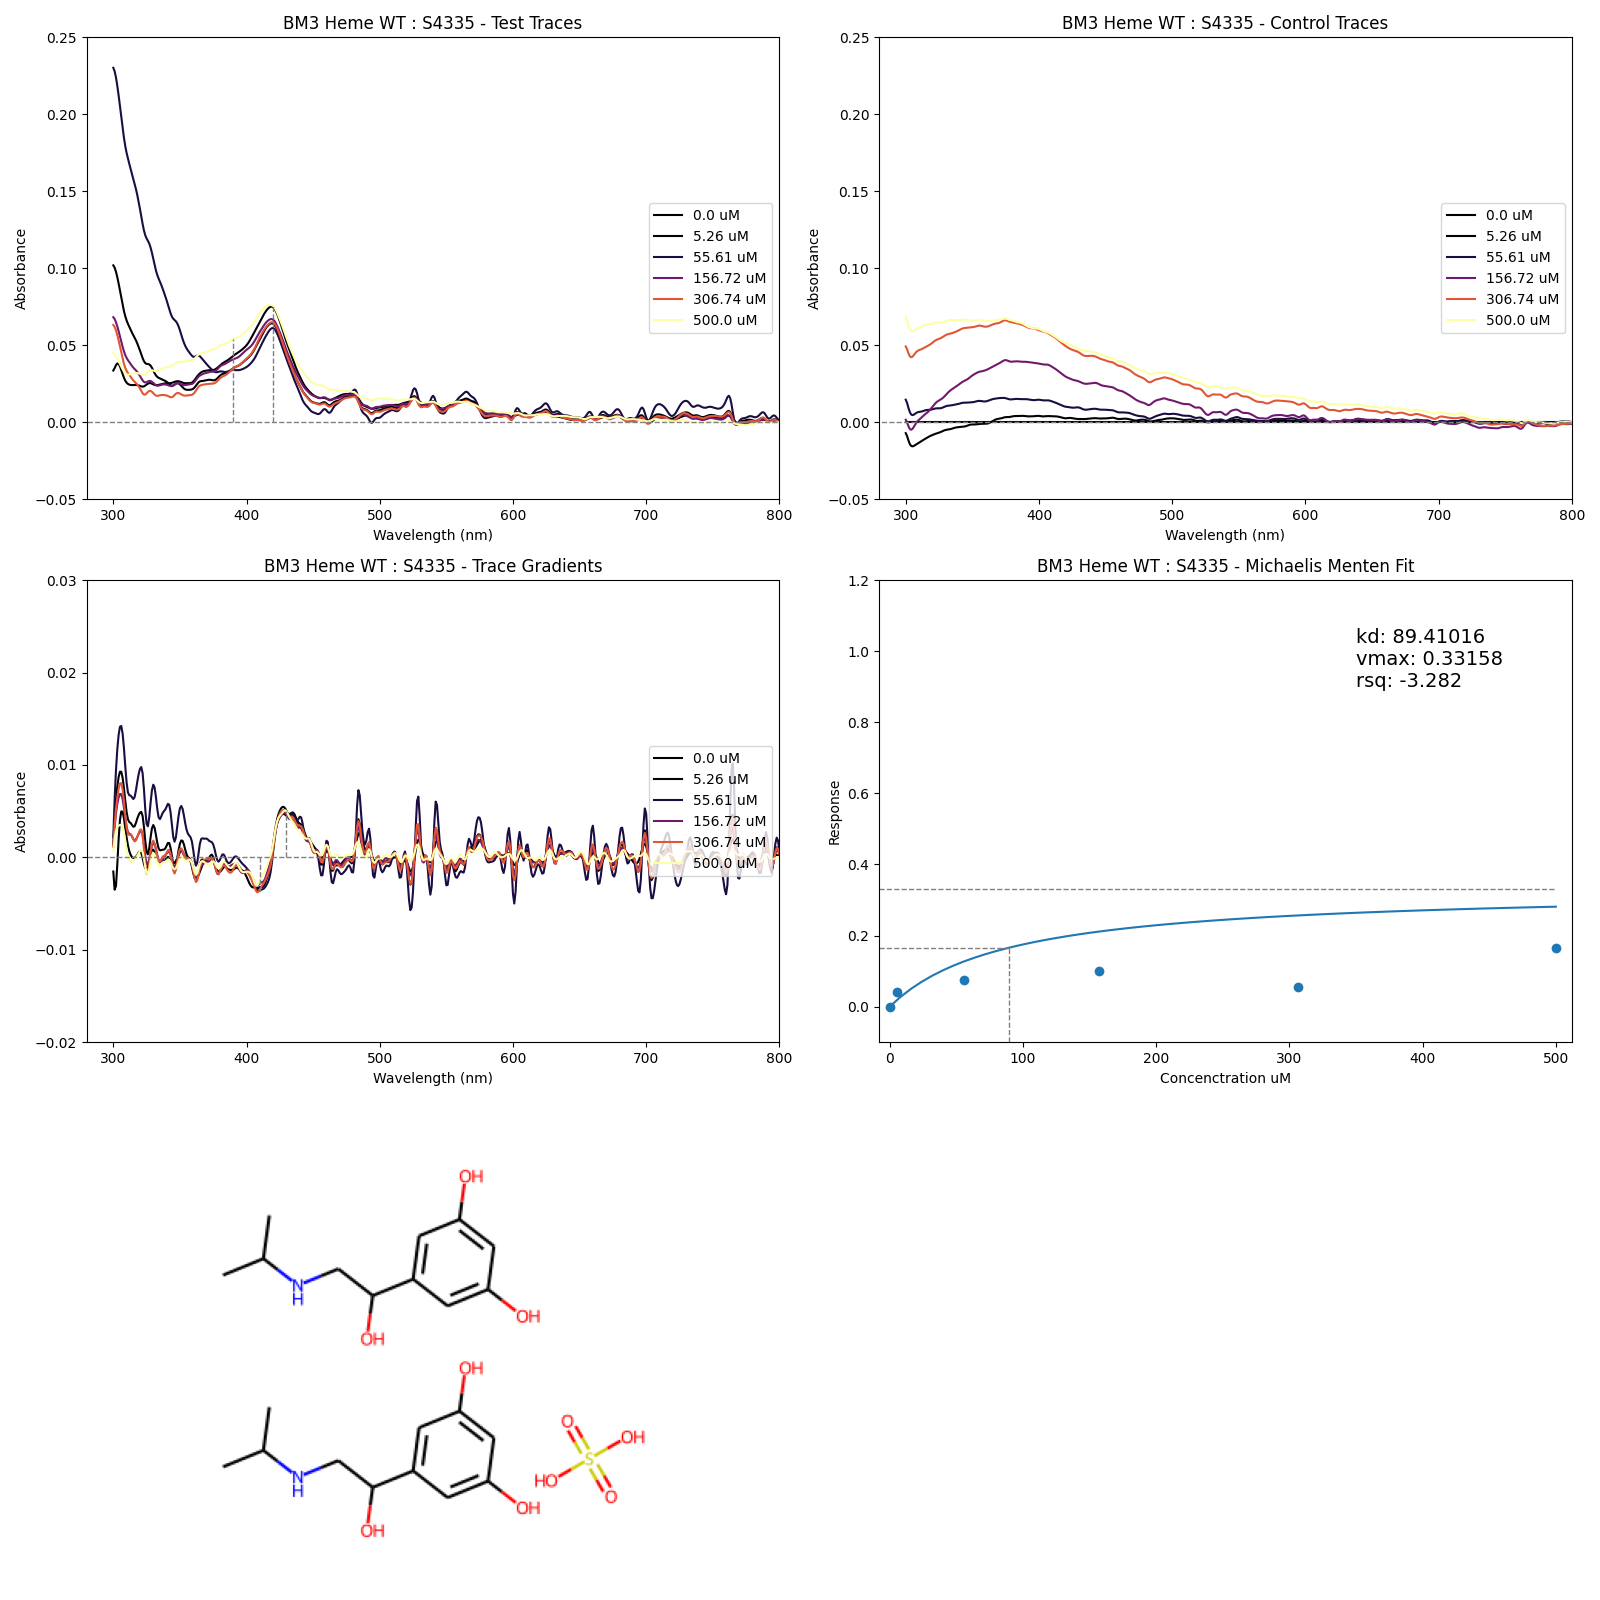 BM3 Heme WT : S4335 - Test Traces
0.25
0.20
0.15
0.10
0.05
0.00
−0.05
Absorbance
300 400 500 600 700 800
Wavelength (nm)
0.0 uM
5.26 uM
55.61 uM
156.72 uM
306.74 uM
500.0 uM
BM3 Heme WT : S4335 - Control Traces
0.25
0.20
0.15
0.10
0.05
0.00
−0.05
Absorbance
300 400 500 600 700 800
Wavelength (nm)
0.0 uM
5.26 uM
55.61 uM
156.72 uM
306.74 uM
500.0 uM
BM3 Heme WT : S4335 - Trace Gradients
0.03
0.02
0.01
0.00
−0.01
−0.02
Absorbance
300 400 500 600 700 800
Wavelength (nm)
0.0 uM
5.26 uM
55.61 uM
156.72 uM
306.74 uM
500.0 uM
BM3 Heme WT : S4335 - Michaelis Menten Fit
1.2
1.0
0.8
0.6
0.4
0.2
0.0
Response
kd: 89.41016
vmax: 0.33158
rsq: -3.282
0 100 200 300 400 500
Concenctration uM
OH
N
H
OH
OH
OH
O
OH
S
N
H
HO
O
OH
OH